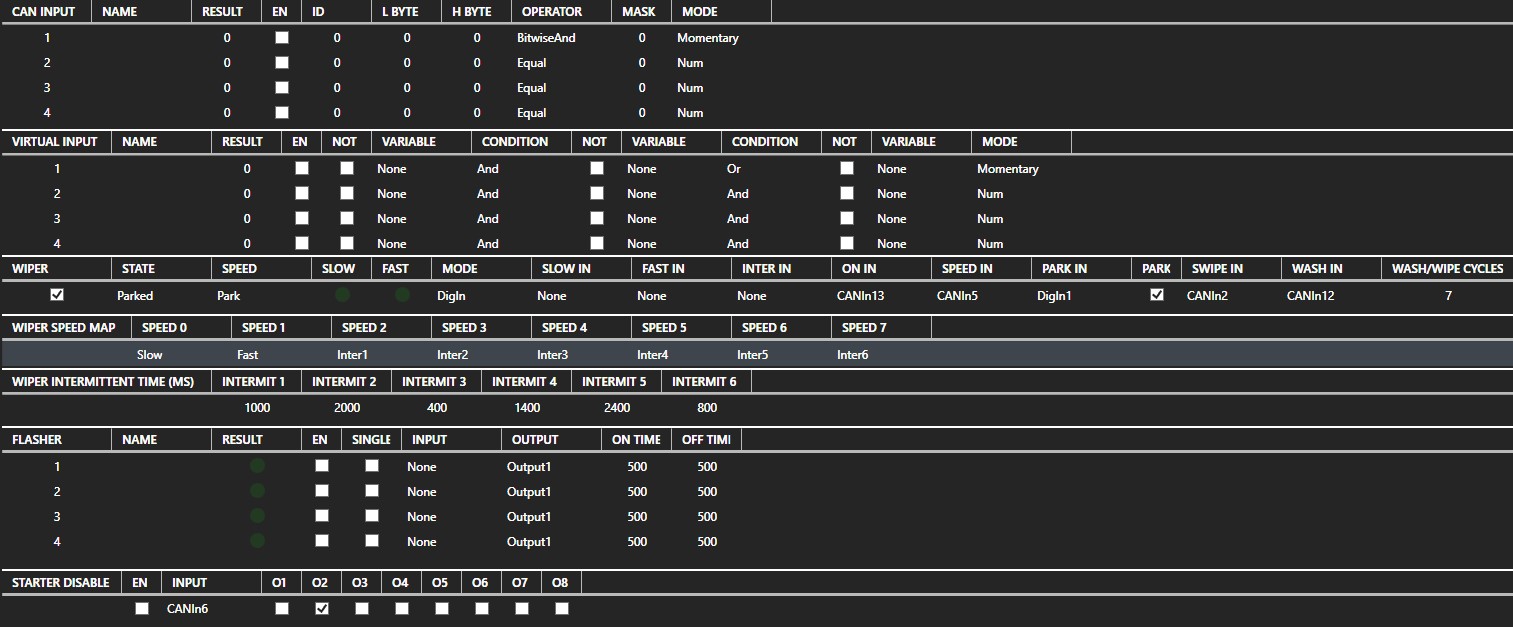 CAN INPUT NAME RESULT EN ID L BYTE H BYTE OPERATOR MASK MODE
1 0 0 0 0 BitwiseAnd 0 Momentary
2 0 0 0 0 Equal 0 Num
3 0 0 0 0 Equal 0 Num
4 0 0 0 0 Equal 0 Num
VIRTUAL INPUT NAME RESULT EN NOT VARIABLE CONDITION NOT VARIABLE CONDITION NOT VARIABLE MODE
1 0 None And None Or None Momentary
2 0 None And None And None Num
3 0 None And None And None Num
4 0 None And None And None Num
WIPER STATE SPEED SLOW FAST MODE SLOW IN FAST IN INTER IN ON IN SPEED IN PARK IN PARK SWIPE IN WASH IN WASH/WIPE CYCLES
Parked Park DigIn None None None CANIn13 CANIn5 DigIn1 CANIn2 CANIn12 7
WIPER SPEED MAP SPEED 0 SPEED 1 SPEED 2 SPEED 3 SPEED 4 SPEED 5 SPEED 6 SPEED 7
Slow Fast Inter1 Inter2 Inter3 Inter4 Inter5 Inter6
WIPER INTERMITTENT TIME (MS) INTERMIT 1 INTERMIT 2 INTERMIT 3 INTERMIT 4 INTERMIT 5 INTERMIT 6
1000 2000 400 1400 2400 800
FLASHER NAME RESULT EN SINGLE INPUT OUTPUT ON TIME OFF TIMI
1 None Output1 500 500
2 None Output1 500 500
3 None Output1 500 500
4 None Output1 500 500
STARTER DISABLE EN INPUT O1 O2 O3 O4 O5 O6 O7 O8
CANIn6